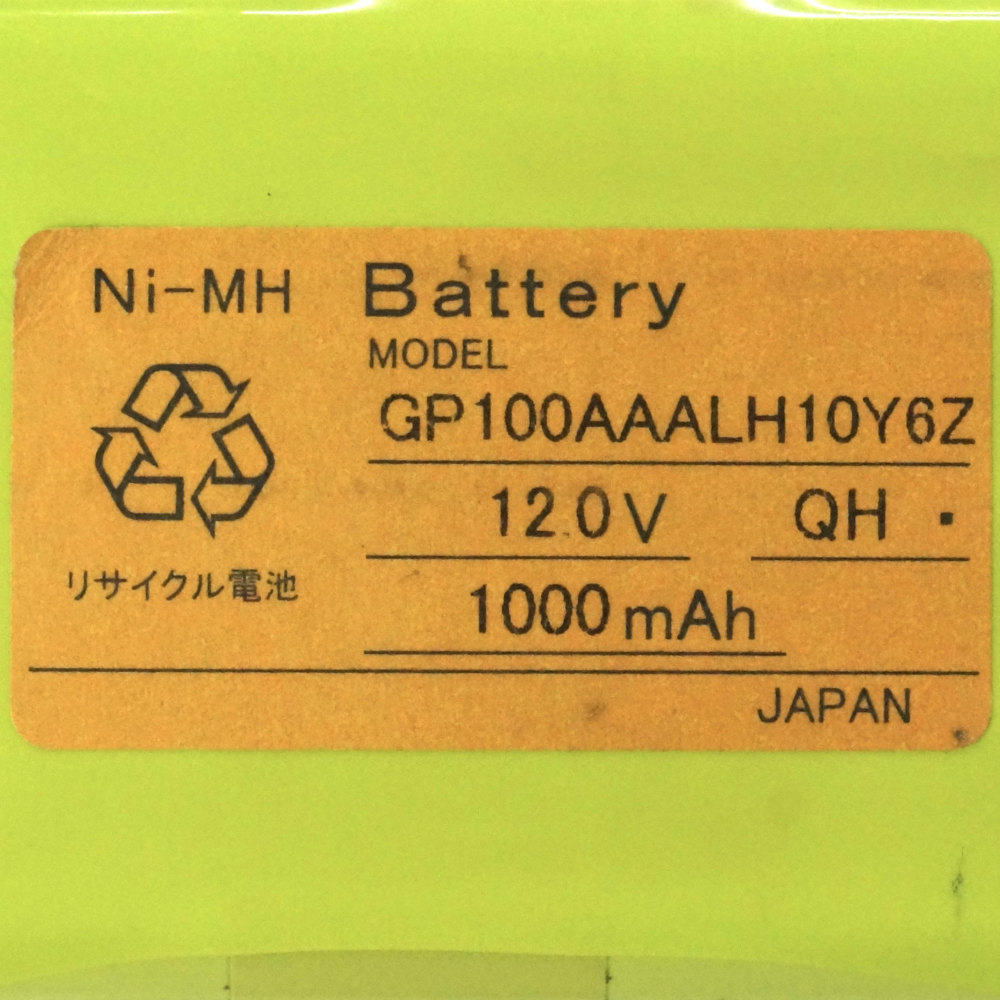 Ni-MH Battery
MODEL
GP100AAALH10Y6Z
12.0V QH ▪
1000mAh
リサイクル電池
JAPAN